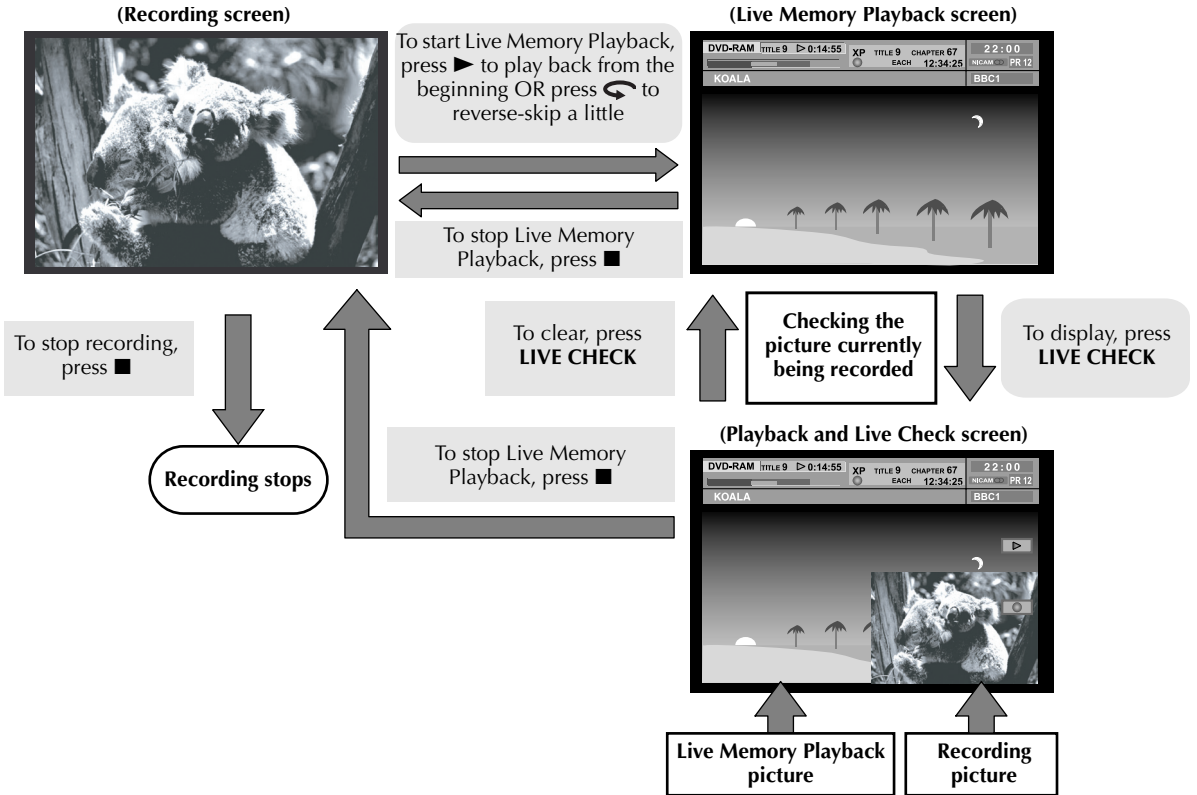 (Recording screen)
To start Live Memory Playback,
press ► to play back from the
beginning OR press to
reverse-skip a little
(Live Memory Playback screen)
DVD-RAM TITLE 9 ▷ 0:14:55 XP TITLE 9 CHAPTER 67 22:00
EACH 12:34:25 NICAM PR 12
KOALA BBC1
To stop Live Memory
Playback, press ■
To stop recording,
press ■
Recording stops
To clear, press
LIVE CHECK
Checking the
picture currently
being recorded
To display, press
LIVE CHECK
To stop Live Memory
Playback, press ■
(Playback and Live Check screen)
DVD-RAM TITLE 9 ▷ 0:14:55 XP TITLE 9 CHAPTER 67 22:00
EACH 12:34:25 NICAM PR 12
KOALA BBC1
Live Memory Playback
picture
Recording
picture